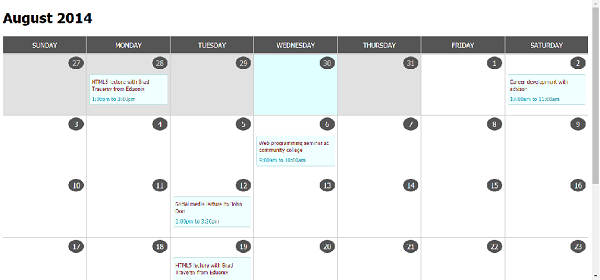 August 2014
SUNDAY MONDAY TUESDAY WEDNESDAY THURSDAY FRIDAY SATURDAY
27 28 29 30 31 1 2
HTML5 lecture with Brad
Traversy from Eduonix
1:00pm to 3:00pm
Career development with
advisor
10:00am to 11:00am
3 4 5 6 7 8 9
Web programming seminar at
community college
9:00am to 10:00am
10 11 12 13 14 15 16
Social media lecture by John
Doe
1:00pm to 3:30pm
17 18 19 20 21 22 23
HTML5 lecture with Brad
Traversy from Eduonix